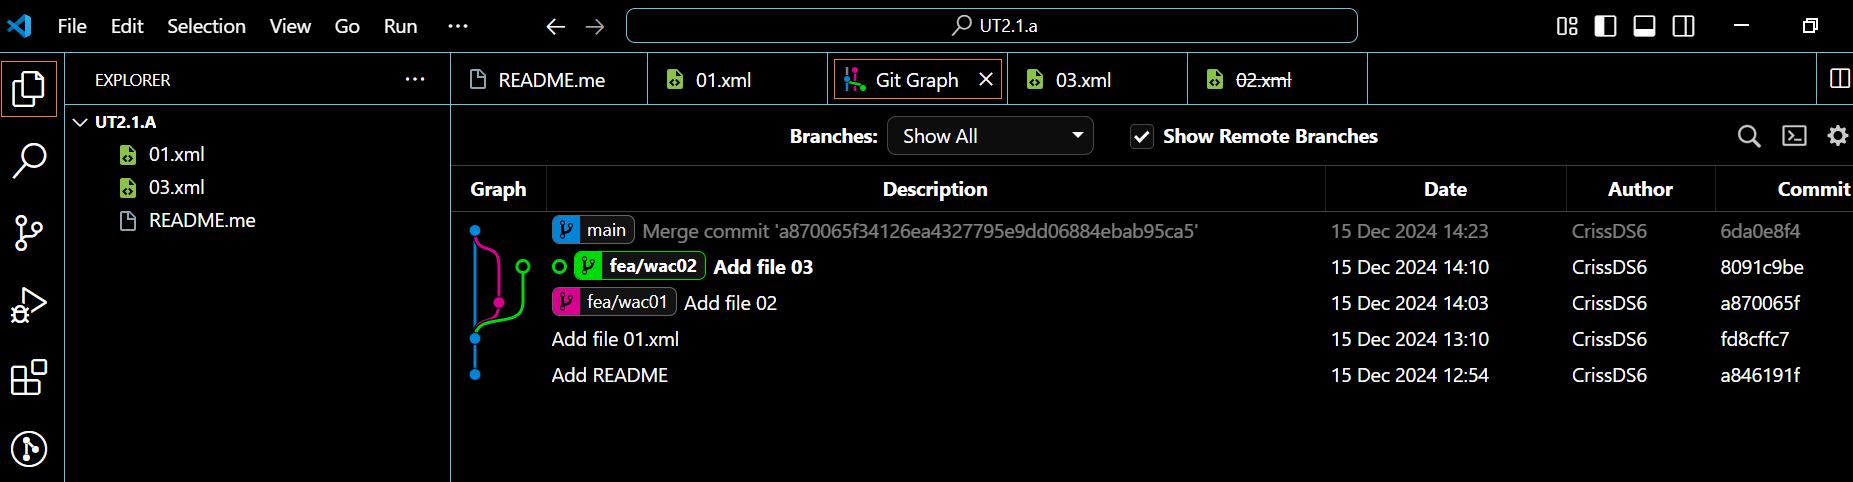 File Edit Selection View Go Run ··· UT2.1.a
EXPLORER ··· README.me 01.xml Git Graph 03.xml 02.xml
UT2.1.A
01.xml
03.xml
README.me
Branches: Show All Show Remote Branches
Graph Description Date Author Commit
main Merge commit 'a870065f34126ea4327795e9dd06884ebab95ca5' 15 Dec 2024 14:23 CrissDS6 6da0e8f4
fea/wac02 Add file 03 15 Dec 2024 14:10 CrissDS6 8091c9be
fea/wac01 Add file 02 15 Dec 2024 14:03 CrissDS6 a870065f
Add file 01.xml 15 Dec 2024 13:10 CrissDS6 fd8cffc7
Add README 15 Dec 2024 12:54 CrissDS6 a846191f